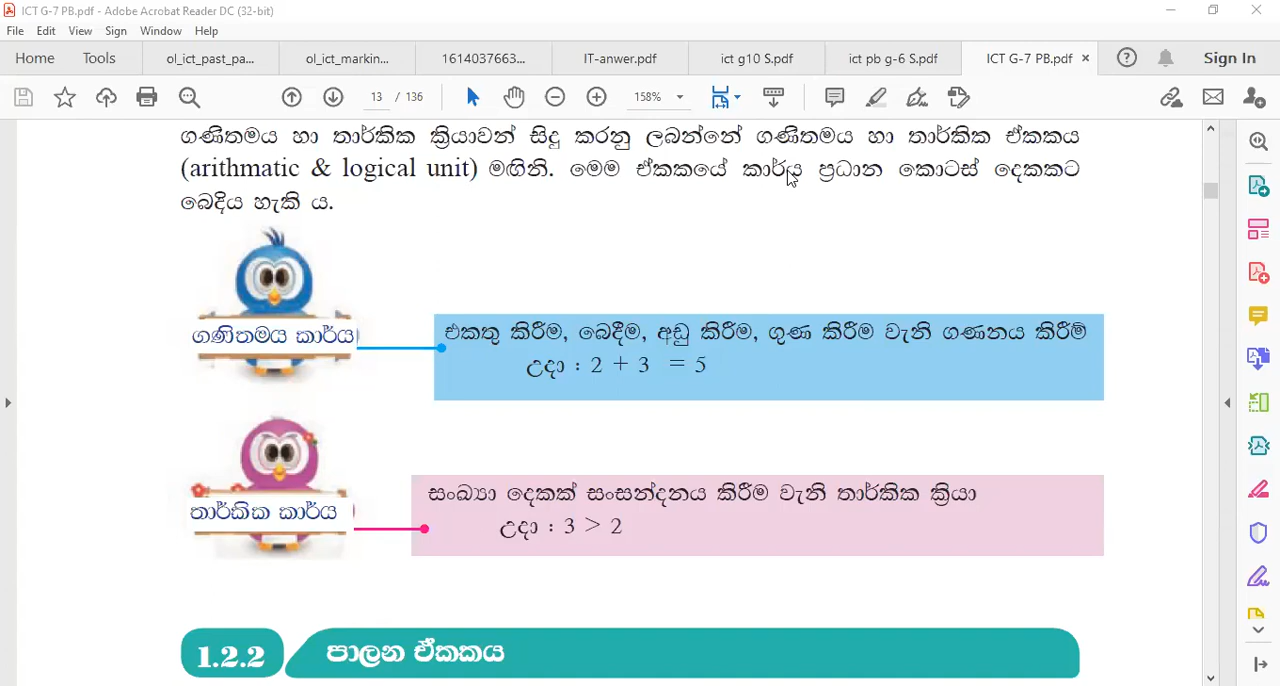 ICT G-7 PB.pdf - Adobe Acrobat Reader DC (32-bit)
File Edit View Sign Window Help
Home Tools ol_ict_past_pa... ol_ict_markin... 1614037663... IT-anwer.pdf ict g10 S.pdf ict pb g-6 S.pdf ICT G-7 PB.pdf × Sign In
13 / 136 158%
ගණිතමය හා තාර්කික ක්‍රියාවන් සිදු කරනු ලබන්නේ ගණිතමය හා තාර්කික ඒකකය
(arithmatic & logical unit) මඟිනි. මෙම ඒකකයේ කාර්ය ප්‍රධාන කොටස් දෙකකට
බෙදිය හැකි ය.
ගණිතමය කාර්ය
එකතු කිරීම, බෙදීම, අඩු කිරීම, ගුණ කිරීම වැනි ගණනය කිරීම්
උදා : 2 + 3 = 5
තාර්කික කාර්ය
සංඛ්‍යා දෙකක් සංසන්දනය කිරීම වැනි තාර්කික ක්‍රියා
උදා : 3 > 2
1.2.2 පාලන ඒකකය